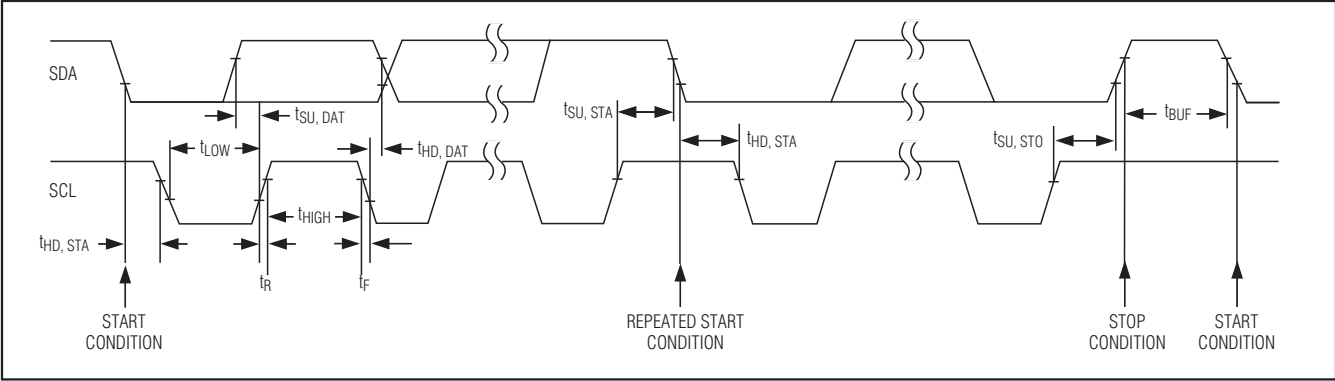 SDA
tSU, DAT
tSU, STA
tBUF
tLOW
tHD, DAT
tHD, STA
tSU, STO
SCL
tHIGH
tHD, STA
tR
tF
START
CONDITION
REPEATED START
CONDITION
STOP
CONDITION
START
CONDITION